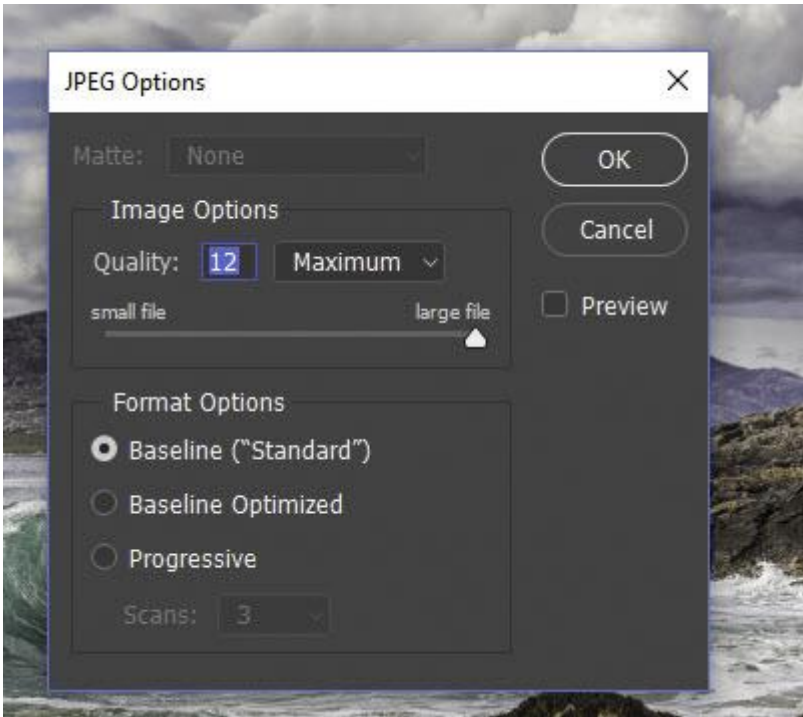 JPEG Options
Matte: None
OK
Image Options
Cancel
Quality: 12 Maximum
small file large file
Preview
Format Options
Baseline (“Standard”)
Baseline Optimized
Progressive
Scans: 3